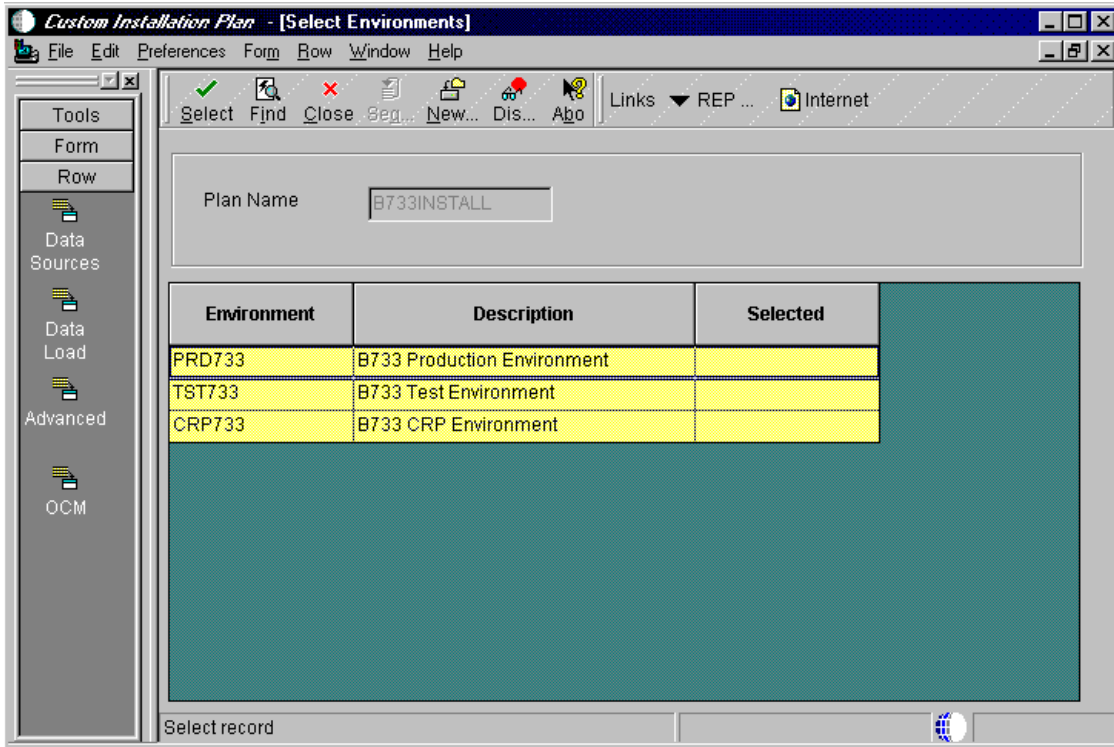 Custom Installation Plan - [Select Environments]
File Edit Preferences Form Row Window Help
Tools
Form
Row
Data Sources
Data Load
Advanced
OCM
Select Find Close Seq... New... Dis... Abo Links REP ... Internet
Plan Name B733INSTALL
Environment Description Selected
PRD733 B733 Production Environment
TST733 B733 Test Environment
CRP733 B733 CRP Environment
Select record